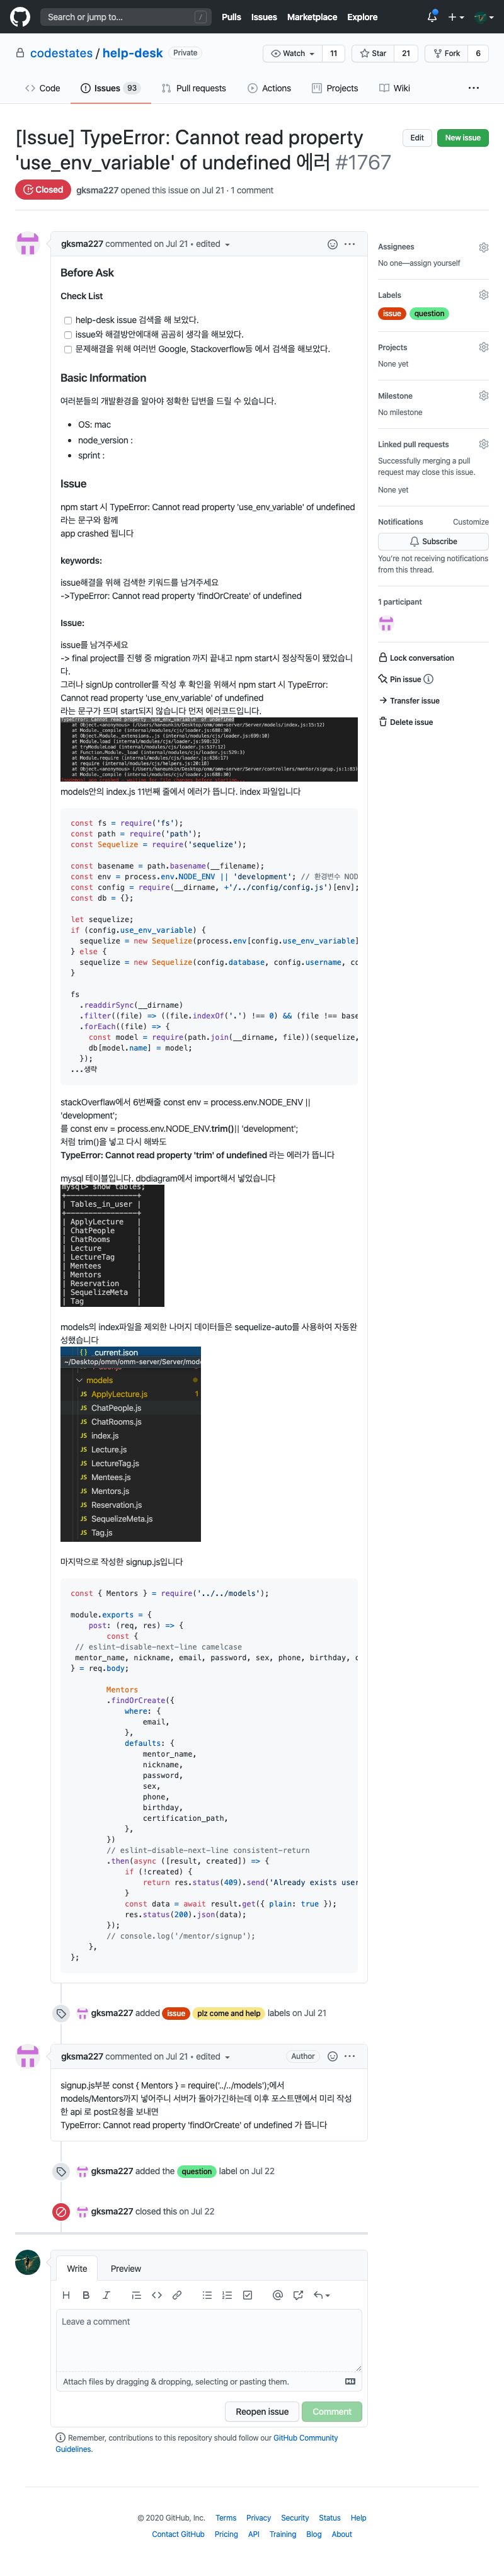 Search or jump to...
/
Pulls Issues Marketplace Explore
codestates / help-desk Private
Watch 11 Star 21 Fork 6
Code Issues 93 Pull requests Actions Projects Wiki ...
[Issue] TypeError: Cannot read property
'use_env_variable' of undefined 에러 #1767
Edit New issue
Closed gksma227 opened this issue on Jul 21 · 1 comment
gksma227 commented on Jul 21 • edited
Before Ask
Check List
help-desk issue 검색을 해 보았다.
issue와 해결방안에대해 곰곰히 생각을 해보았다.
문제해결을 위해 여러번 Google, Stackoverflow등 에서 검색을 해보았다.
Basic Information
여러분들의 개발환경을 알아야 정확한 답변을 드릴 수 있습니다.
• OS: mac
• node_version :
• sprint :
Issue
npm start 시 TypeError: Cannot read property 'use_env_variable' of undefined
라는 문구와 함께
app crashed 됩니다
keywords:
issue해결을 위해 검색한 키워드를 남겨주세요
->TypeError: Cannot read property 'findOrCreate' of undefined
Issue:
issue를 남겨주세요
-> final project를 진행 중 migration 까지 끝내고 npm start시 정상작동이 됐었습니
다.
그러나 signUp controller를 작성 후 확인을 위해서 npm start 시 TypeError:
Cannot read property 'use_env_variable' of undefined
라는 문구가 뜨며 start되지 않습니다 먼저 에러코드입니다.
TypeError: Cannot read property 'use_env_variable' of undefined
models안의 index.js 11번째 줄에서 에러가 뜹니다. index 파일입니다
const fs = require('fs');
const path = require('path');
const Sequelize = require('sequelize');
const basename = path.basename(__filename);
const env = process.env.NODE_ENV || 'development'; // 환경변수 NOD
const config = require(__dirname, +'/../config/config.js')[env];
const db = {};
let sequelize;
if (config.use_env_variable) {
sequelize = new Sequelize(process.env[config.use_env_variable]
} else {
sequelize = new Sequelize(config.database, config.username, cc
}
fs
.readdirSync(__dirname)
.filter((file) => ((file.indexOf('.') !== 0) && (file !== base
.forEach((file) => {
const model = require(path.join(__dirname, file))(sequelize,
db[model.name] = model;
});
...생략
stackOverflow에서 6번째줄 const env = process.env.NODE_ENV ||
'development';
를 const env = process.env.NODE_ENV.trim()|| 'development';
처럼 trim()을 넣고 다시 해봐도
TypeError: Cannot read property 'trim' of undefined 라는 에러가 뜹니다
mysql 테이블입니다. dbdiagram에서 import해서 넣었습니다
mysql> show tables;
+----------------+
| Tables_in_user |
+----------------+
| ApplyLecture |
| ChatPeople |
| ChatRooms |
| Lecture |
| LectureTag |
| Mentees |
| Mentors |
| Reservation |
| SequelizeMeta |
| Tag |
models의 index파일을 제외한 나머지 데이터들은 sequelize-auto를 사용하여 자동완
성했습니다
{} current.json
~/Desktop/omm/omm-server/Server/mode
models
JS ApplyLecture.js 1
JS ChatPeople.js
JS ChatRooms.js
JS index.js
JS Lecture.js
JS LectureTag.js
JS Mentees.js
JS Mentors.js
JS Reservation.js
JS SequelizeMeta.js
JS Tag.js
마지막으로 작성한 signup.js입니다
const { Mentors } = require('../../models');
module.exports = {
post: (req, res) => {
const {
// eslint-disable-next-line camelcase
mentor_name, nickname, email, password, sex, phone, birthday, c
} = req.body;
Mentors
.findOrCreate({
where: {
email,
},
defaults: {
mentor_name,
nickname,
password,
sex,
phone,
birthday,
certification_path,
},
})
// eslint-disable-next-line consistent-return
.then(async ([result, created]) => {
if (!created) {
return res.status(409).send('Already exists user
}
const data = await result.get({ plain: true });
res.status(200).json(data);
});
// console.log('/mentor/signup');
},
};
gksma227 added issue plz come and help labels on Jul 21
gksma227 commented on Jul 21 • edited Author
signup.js부분 const { Mentors } = require('../../models');에서
models/Mentors까지 넣어주니 서버가 돌아가긴하는데 이후 포스트맨에서 미리 작성
한 api 로 post요청을 보내면
TypeError: Cannot read property 'findOrCreate' of undefined 가 뜹니다
gksma227 added the question label on Jul 22
gksma227 closed this on Jul 22
Write Preview
Leave a comment
Attach files by dragging & dropping, selecting or pasting them.
Reopen issue Comment
Remember, contributions to this repository should follow our GitHub Community
Guidelines.
Assignees
No one—assign yourself
Labels
issue question
Projects
None yet
Milestone
No milestone
Linked pull requests
Successfully merging a pull
request may close this issue.
None yet
Notifications Customize
Subscribe
You're not receiving notifications
from this thread.
1 participant
Lock conversation
Pin issue
Transfer issue
Delete issue
© 2020 GitHub, Inc. Terms Privacy Security Status Help
Contact GitHub Pricing API Training Blog About